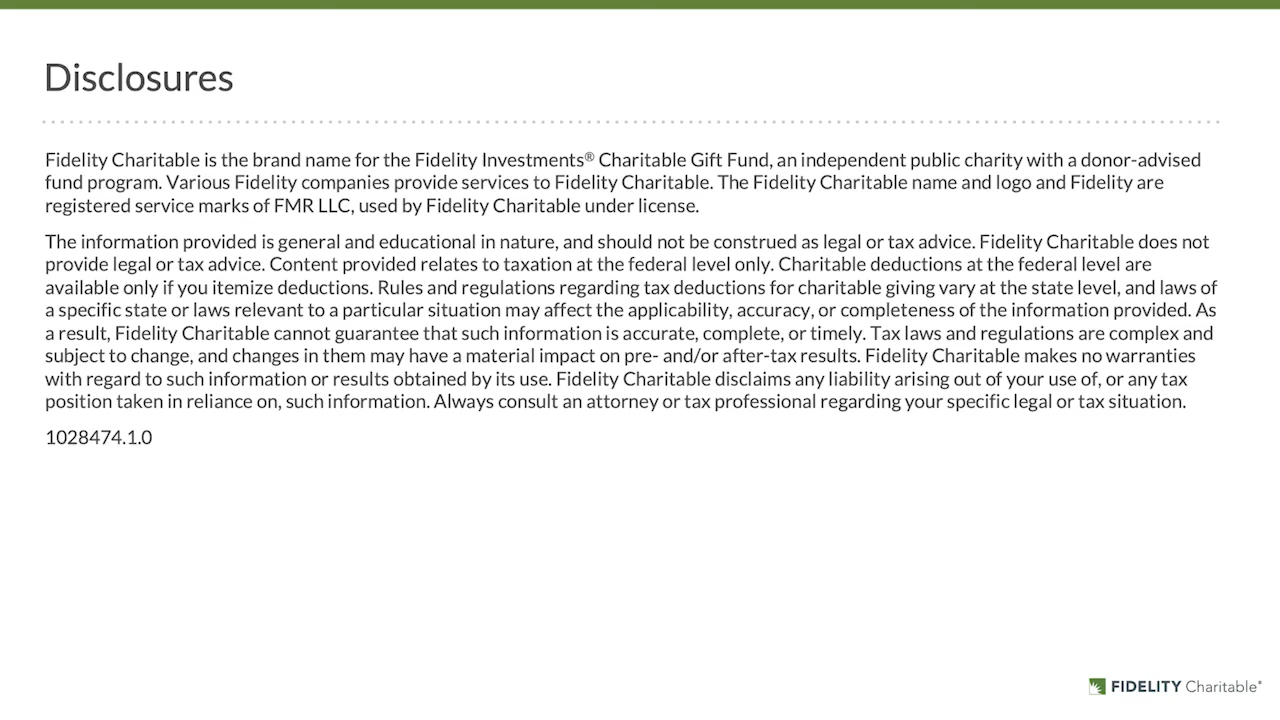 Disclosures
Fidelity Charitable is the brand name for the Fidelity Investments® Charitable Gift Fund, an independent public charity with a donor-advised
fund program. Various Fidelity companies provide services to Fidelity Charitable. The Fidelity Charitable name and logo and Fidelity are
registered service marks of FMR LLC, used by Fidelity Charitable under license.
The information provided is general and educational in nature, and should not be construed as legal or tax advice. Fidelity Charitable does not
provide legal or tax advice. Content provided relates to taxation at the federal level only. Charitable deductions at the federal level are
available only if you itemize deductions. Rules and regulations regarding tax deductions for charitable giving vary at the state level, and laws of
a specific state or laws relevant to a particular situation may affect the applicability, accuracy, or completeness of the information provided. As
a result, Fidelity Charitable cannot guarantee that such information is accurate, complete, or timely. Tax laws and regulations are complex and
subject to change, and changes in them may have a material impact on pre- and/or after-tax results. Fidelity Charitable makes no warranties
with regard to such information or results obtained by its use. Fidelity Charitable disclaims any liability arising out of your use of, or any tax
position taken in reliance on, such information. Always consult an attorney or tax professional regarding your specific legal or tax situation.
1028474.1.0
FIDELITY Charitable®